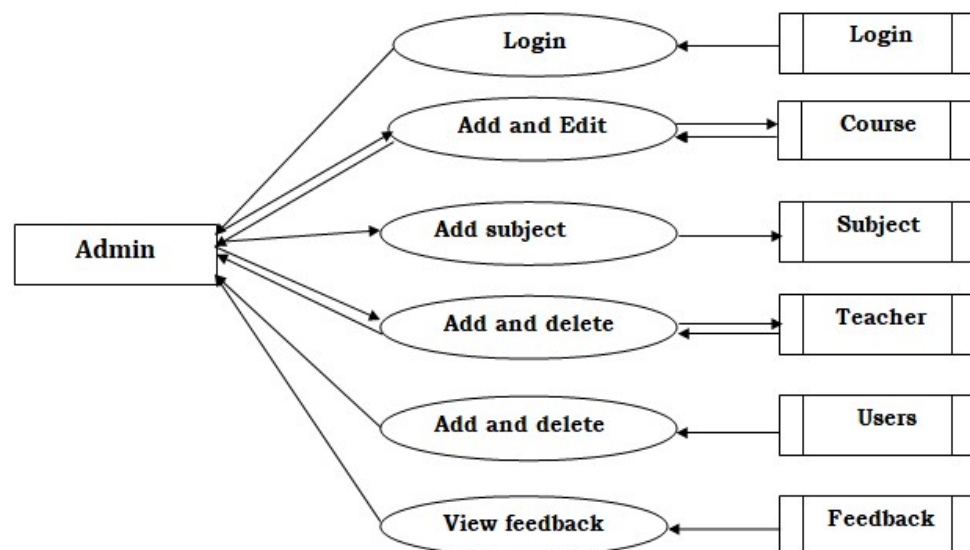 Login
Login
Add and Edit
Course
Add subject
Subject
Admin
Add and delete
Teacher
Add and delete
Users
View feedback
Feedback